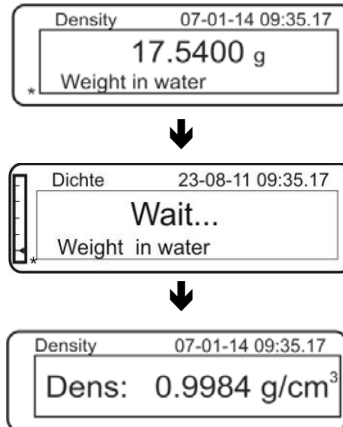 Density 07-01-14 09:35.17
17.5400 g
Weight in water
*
Dichte 23-08-11 09:35.17
Wait...
Weight in water
*
Density 07-01-14 09:35.17
Dens: 0.9984 g/cm³